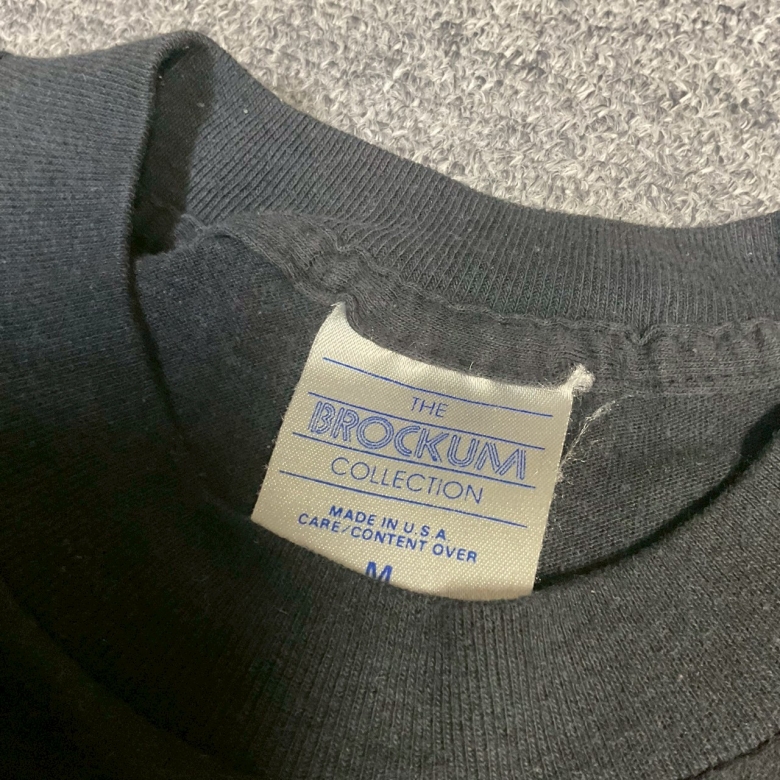 THE
BROCKUM
COLLECTION
MADE IN U.S.A.
CARE/CONTENT OVER
M